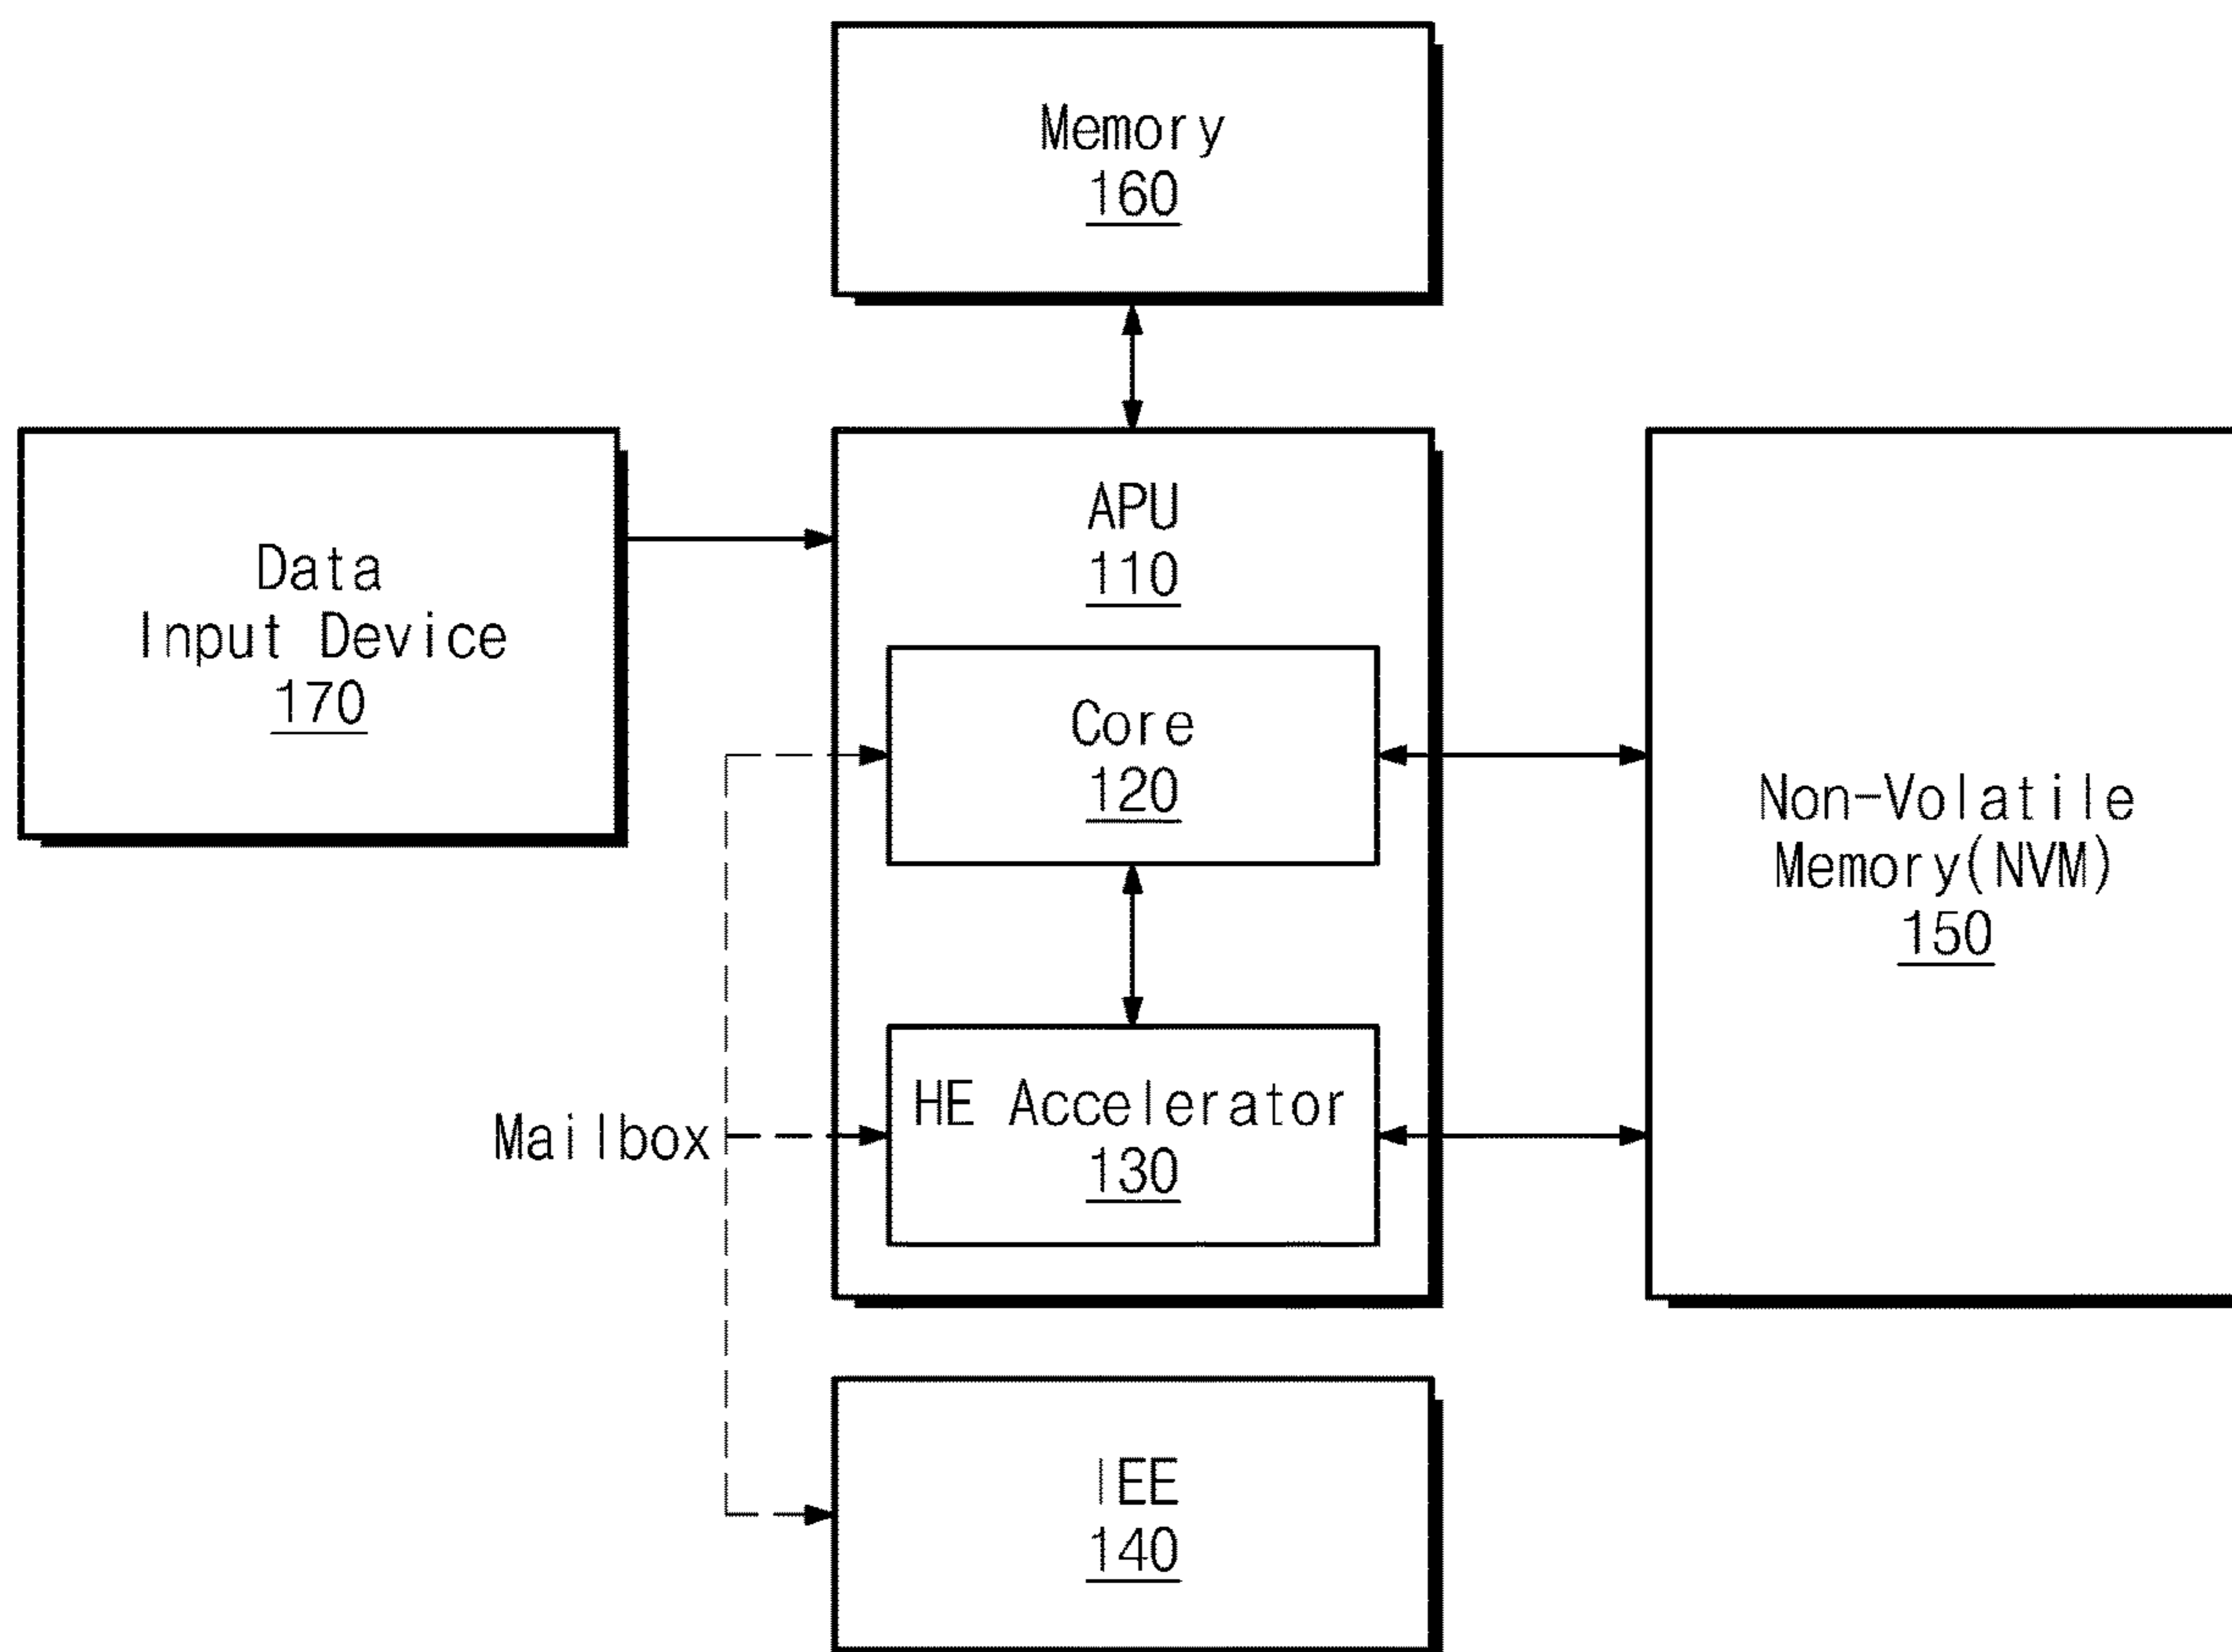 Memory
160
Data
Input Device
170
APU
110
Core
120
Non-Volatile
Memory(NVM)
150
HE Accelerator
130
Mailbox
IEE
140